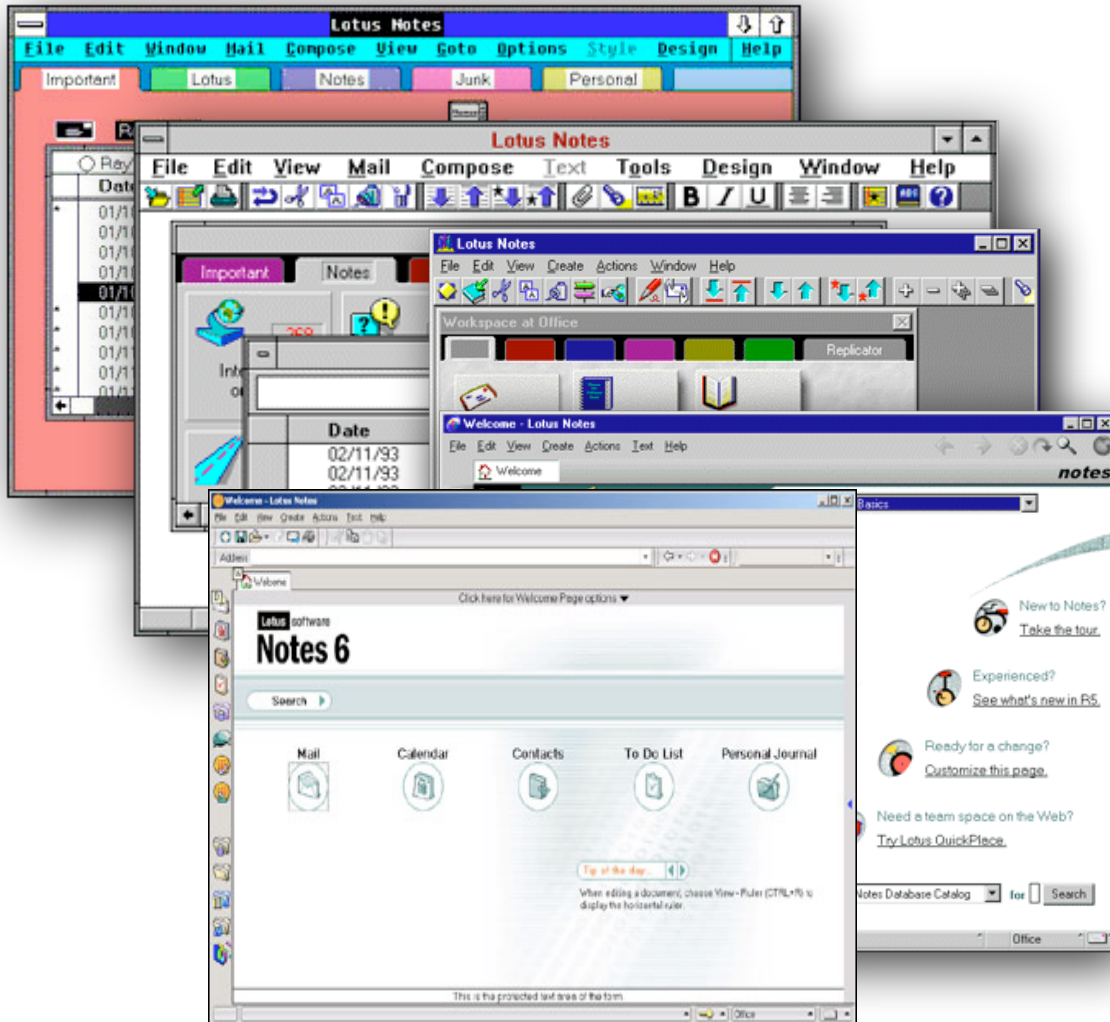 Lotus Notes
File Edit Window Mail Compose View Goto Options Style Design Help
Important Lotus Notes Junk Personal
Lotus Notes
File Edit View Mail Compose Text Tools Design Window Help
B I U
Date
01/10
01/10
01/10
01/10
01/10
01/10
01/10
Important Notes
Lotus Notes
File Edit View Create Actions Window Help
Workspace at Office
Replicator
Date
02/11/93
02/11/93
Welcome - Lotus Notes
File Edit View Create Actions Text Help
Welcome
notes
Basics
New to Notes?
Take the tour.
Experienced?
See what's new in R5.
Ready for a change?
Customize this page.
Need a team space on the Web?
Try Lotus QuickPlace.
Notes Database Catalog for Search
Office
Welcome - Lotus Notes
File Edit View Create Actions Text Help
Address
Welcome
Click here for Welcome Page options
Lotus software
Notes 6
Search
Mail Calendar Contacts To Do List Personal Journal
Tip of the day...
When editing a document, choose View - Ruler (CTRL+R) to
display the horizontal ruler.
This is the protected text area of the form.
Office